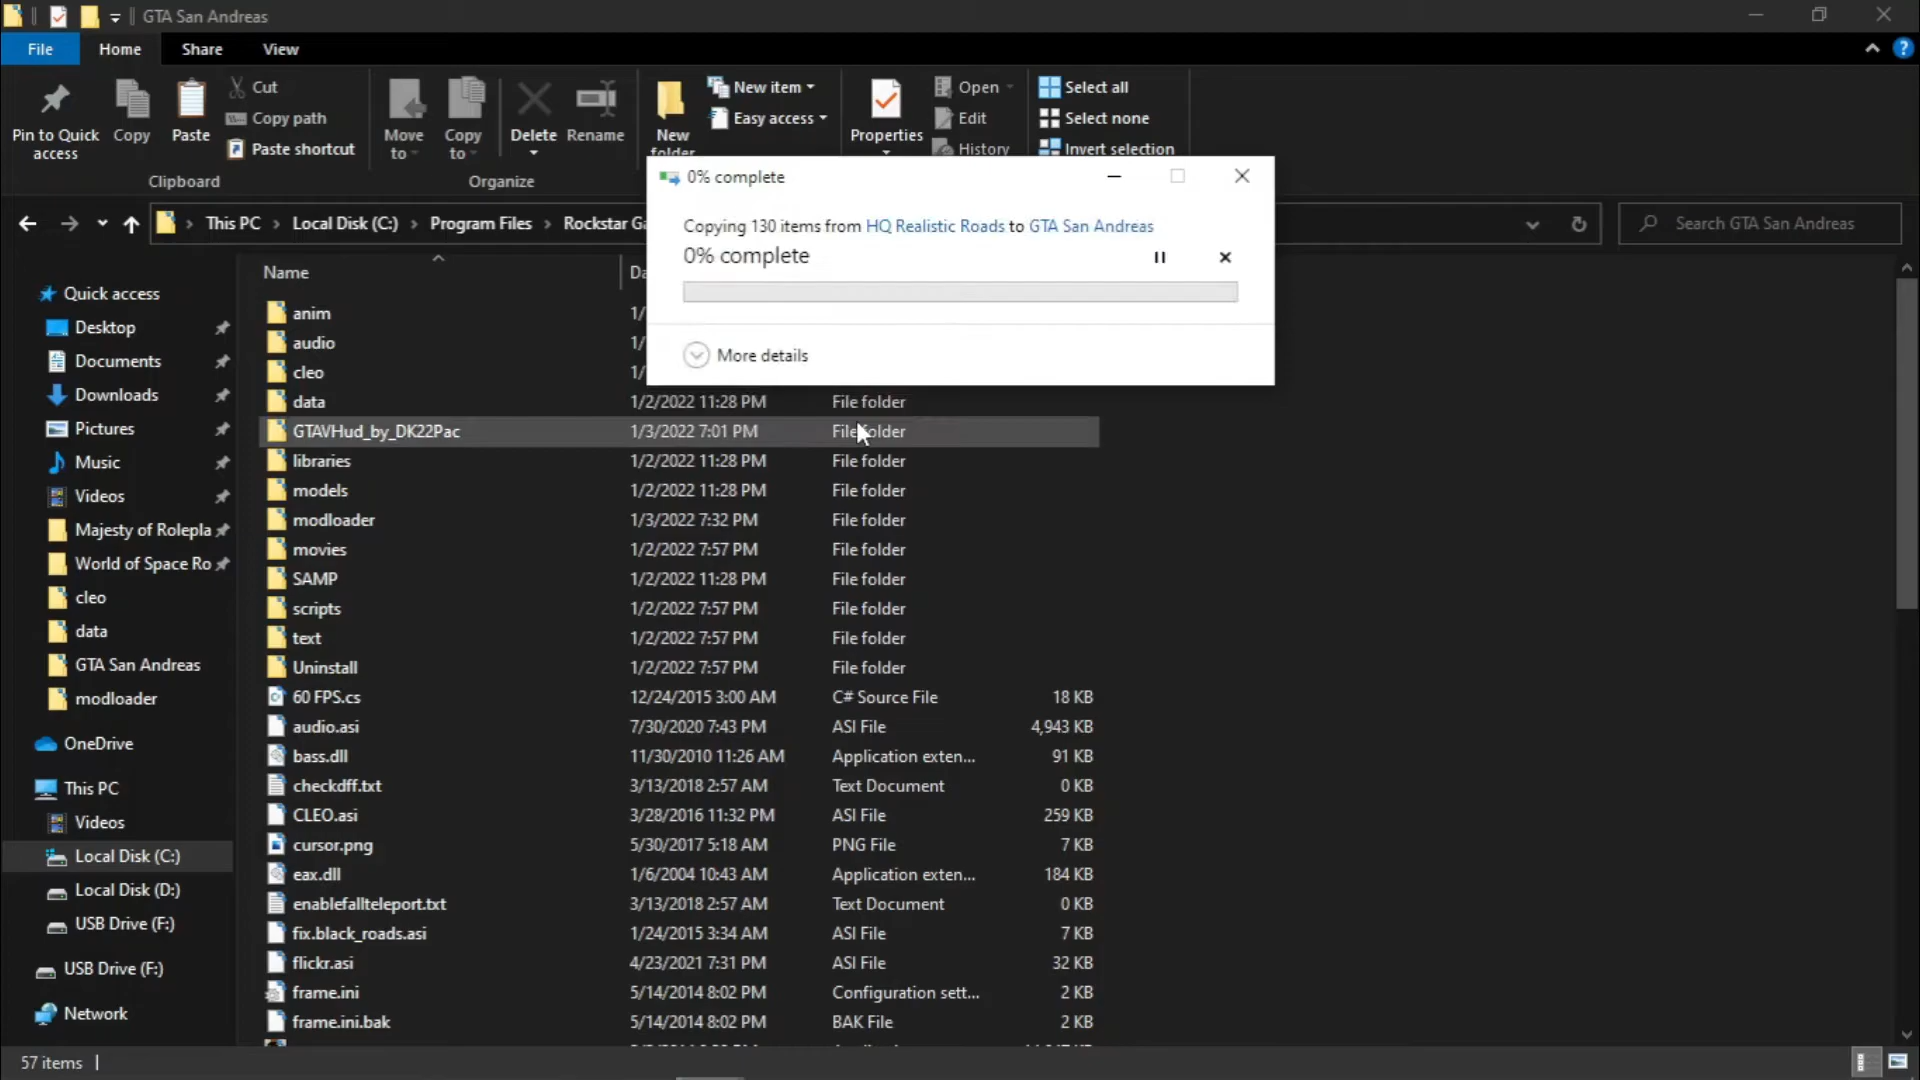 GTA San Andreas
File Home Share View
Pin to Quick access
Copy
Paste
Cut
Copy path
Paste shortcut
Clipboard
Move to
Copy to
Delete
Rename
Organize
New folder
New item
Easy access
Properties
Open
Edit
History
Select all
Select none
Invert selection
0% complete
Copying 130 items from HQ Realistic Roads to GTA San Andreas
0% complete
More details
This PC > Local Disk (C:) > Program Files >
Search GTA San Andreas
Name
Quick access
Desktop
Documents
Downloads
Pictures
Music
Videos
Majesty of Rolepla
World of Space Ro
cleo
data
GTA San Andreas
modloader
OneDrive
This PC
Videos
Local Disk (C:)
Local Disk (D:)
USB Drive (F:)
USB Drive (F:)
Network
anim
audio
cleo
data 1/2/2022 11:28 PM File folder
GTAVHud_by_DK22Pac 1/3/2022 7:01 PM File folder
libraries 1/2/2022 11:28 PM File folder
models 1/2/2022 11:28 PM File folder
modloader 1/3/2022 7:32 PM File folder
movies 1/2/2022 7:57 PM File folder
SAMP 1/2/2022 11:28 PM File folder
scripts 1/2/2022 7:57 PM File folder
text 1/2/2022 7:57 PM File folder
Uninstall 1/2/2022 7:57 PM File folder
60 FPS.cs 12/24/2015 3:00 AM C# Source File 18 KB
audio.asi 7/30/2020 7:43 PM ASI File 4,943 KB
bass.dll 11/30/2010 11:26 AM Application exten... 91 KB
checkdff.txt 3/13/2018 2:57 AM Text Document 0 KB
CLEO.asi 3/28/2016 11:32 PM ASI File 259 KB
cursor.png 5/30/2017 5:18 AM PNG File 7 KB
eax.dll 1/6/2004 10:43 AM Application exten... 184 KB
enablefallteleport.txt 3/13/2018 2:57 AM Text Document 0 KB
fix.black_roads.asi 1/24/2015 3:34 AM ASI File 7 KB
flickr.asi 4/23/2021 7:31 PM ASI File 32 KB
frame.ini 5/14/2014 8:02 PM Configuration sett... 2 KB
frame.ini.bak 5/14/2014 8:02 PM BAK File 2 KB
57 items